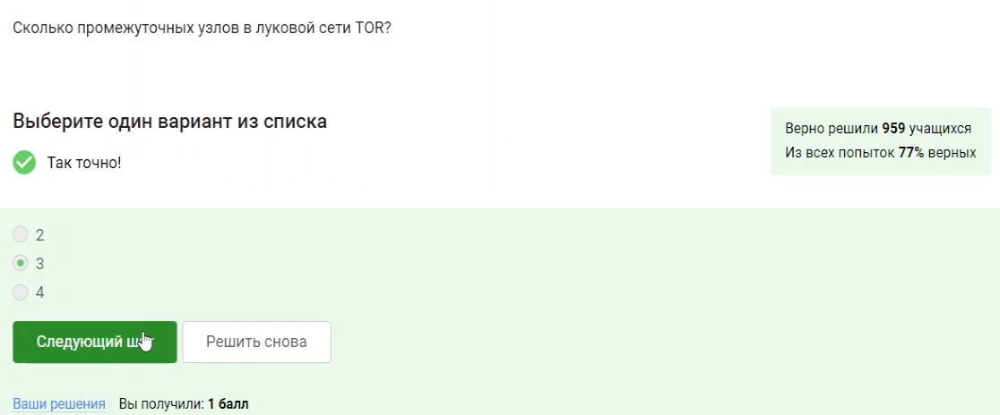 Сколько промежуточных узлов в луковой сети TOR?
Выберите один вариант из списка
Так точно!
Верно решили 959 учащихся
Из всех попыток 77% верных
2
3
4
Следующий
Решить снова
Ваши решения Вы получили: 1 балл